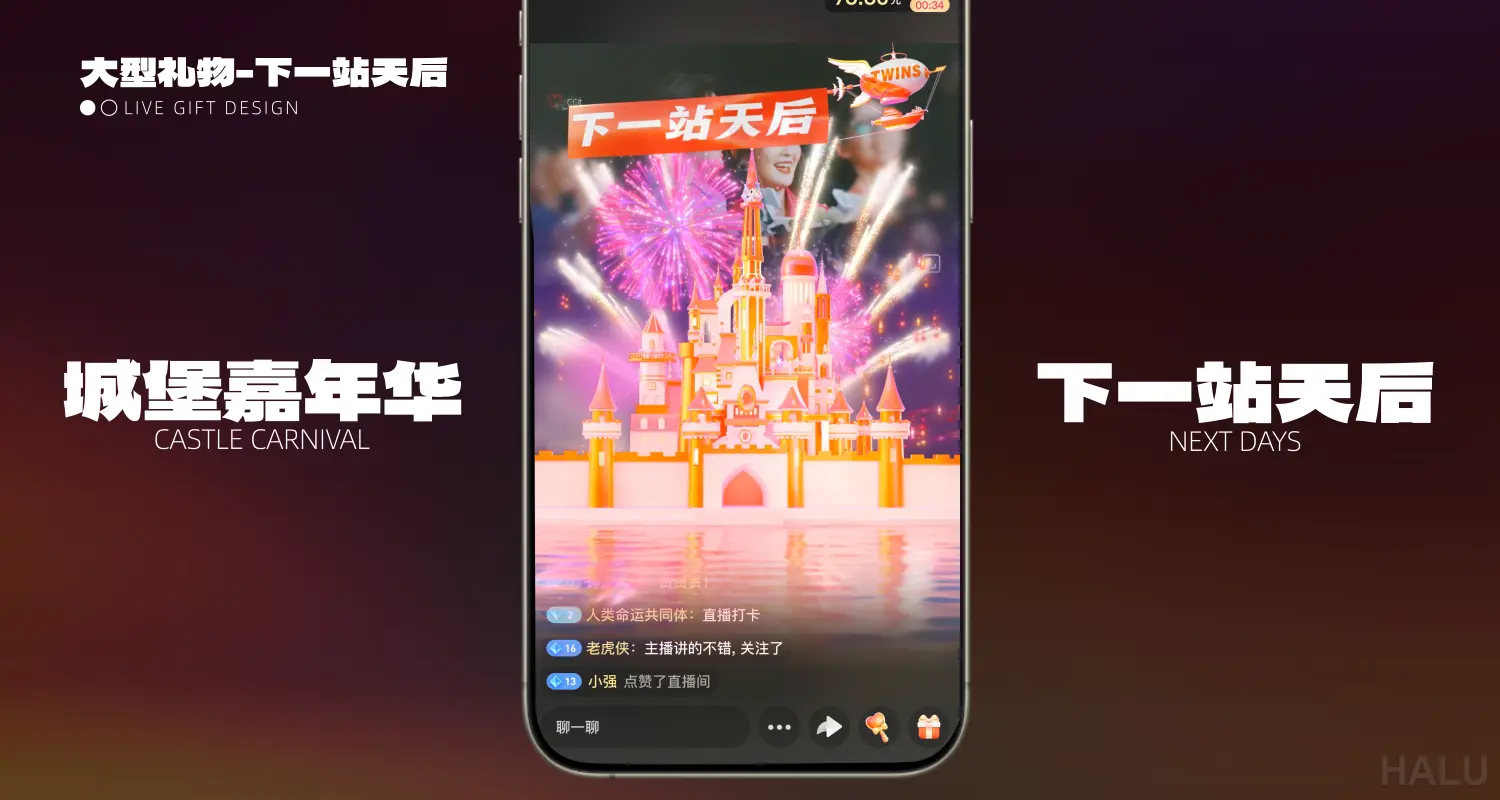 大型礼物-下一站天后
LIVE GIFT DESIGN
00:34
TWINS
下一站天后
城堡嘉年华
CASTLE CARNIVAL
下一站天后
NEXT DAYS
人类命运共同体：直播打卡
16 老虎侠：主播讲的不错, 关注了
13 小强 点赞了直播间
聊一聊
HALU